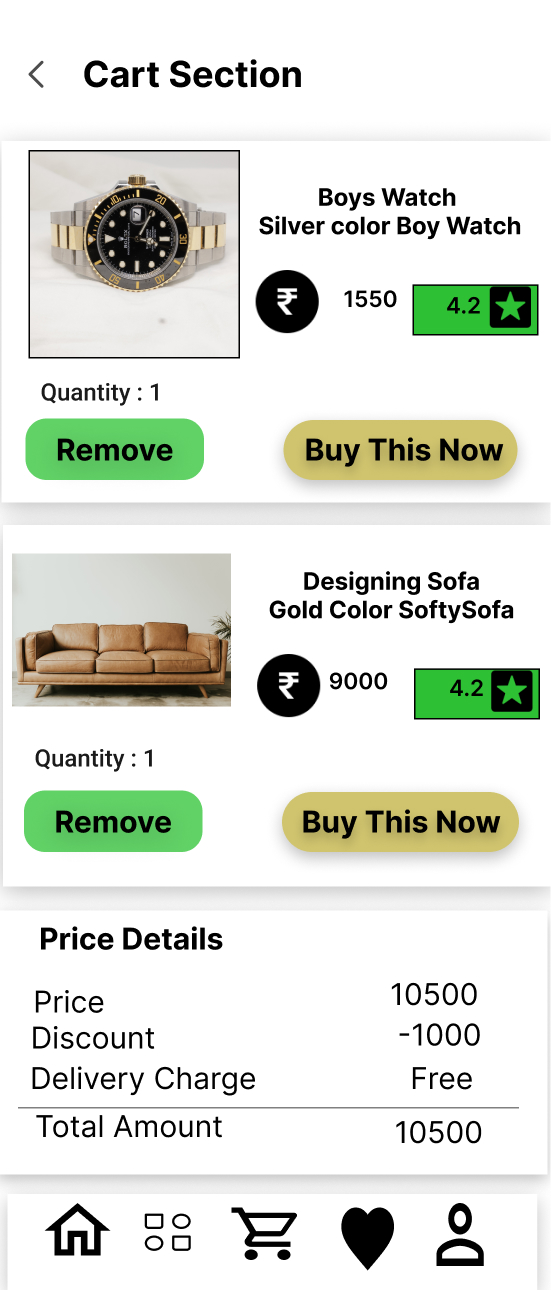 Cart Section
Boys Watch
Silver color Boy Watch
₹ 1550 4.2
Quantity : 1
Remove Buy This Now
Designing Sofa
Gold Color SoftySofa
₹ 9000 4.2
Quantity : 1
Remove Buy This Now
Price Details
Price 10500
Discount -1000
Delivery Charge Free
Total Amount 10500